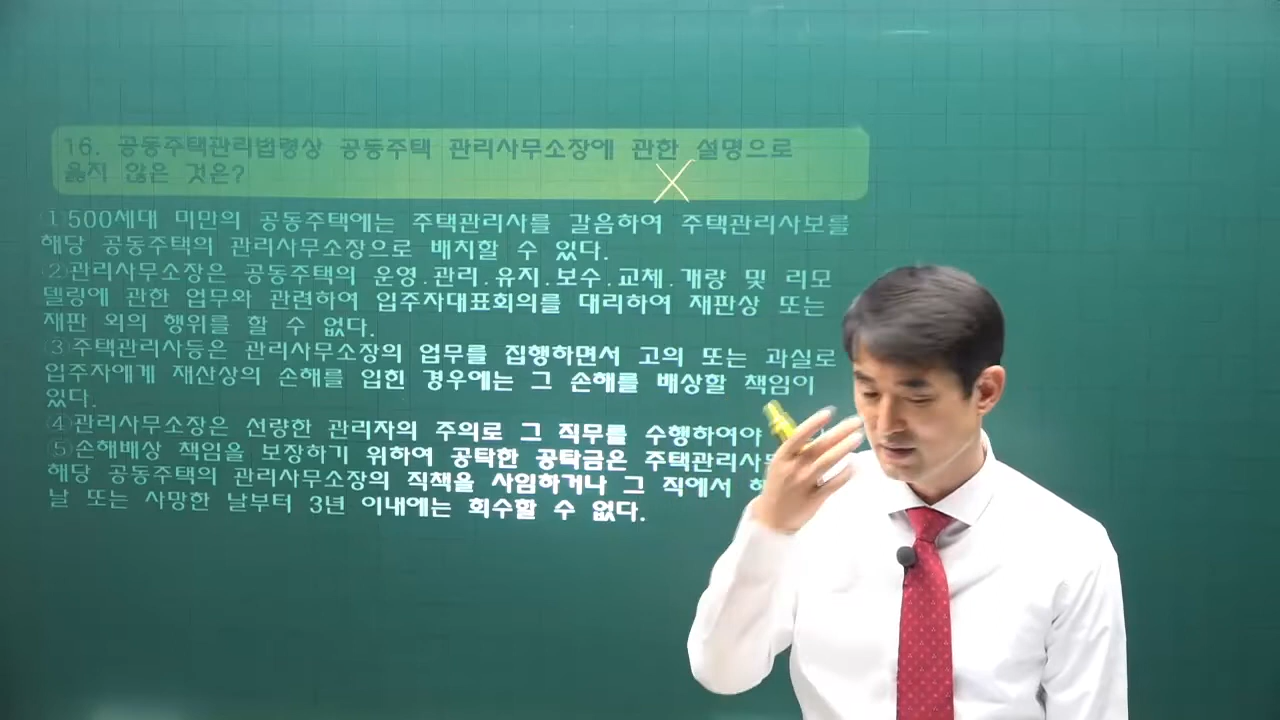 16. 공동주택관리법령상 공동주택 관리사무소장에 관한 설명으로
옳지 않은 것은?
①500세대 미만의 공동주택에는 주택관리사를 갈음하여 주택관리사보를
해당 공동주택의 관리사무소장으로 배치할 수 있다.
②관리사무소장은 공동주택의 운영.관리.유지.보수.교체.개량 및 리모
델링에 관한 업무와 관련하여 입주자대표회의를 대리하여 재판상 또는
재판 외의 행위를 할 수 없다.
③주택관리사등은 관리사무소장의 업무를 집행하면서 고의 또는 과실로
입주자에게 재산상의 손해를 입힌 경우에는 그 손해를 배상할 책임이
있다.
④관리사무소장은 선량한 관리자의 주의로 그 직무를 수행하여야
⑤손해배상 책임을 보장하기 위하여 공탁한 공탁금은
해당 공동주택의 관리사무소장의 직책을 사임하거나 그 직에서
날 또는 사망한 날부터 3년 이내에는 회수할 수 없다.